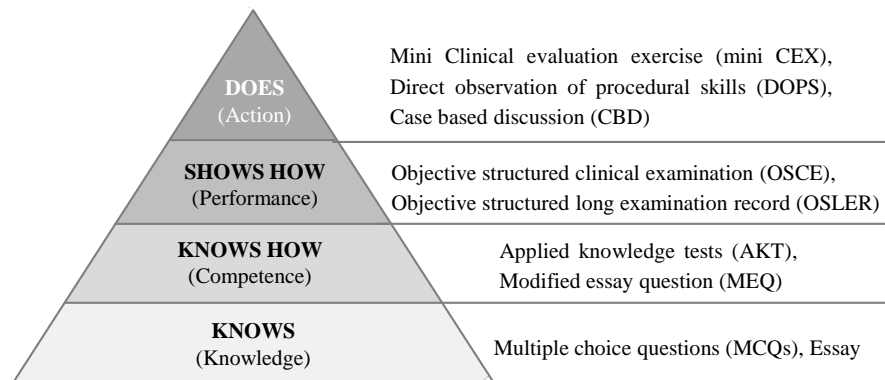 DOES
(Action)
Mini Clinical evaluation exercise (mini CEX),
Direct observation of procedural skills (DOPS),
Case based discussion (CBD)
SHOWS HOW
(Performance)
Objective structured clinical examination (OSCE),
Objective structured long examination record (OSLER)
KNOWS HOW
(Competence)
Applied knowledge tests (AKT),
Modified essay question (MEQ)
KNOWS
(Knowledge)
Multiple choice questions (MCQs), Essay